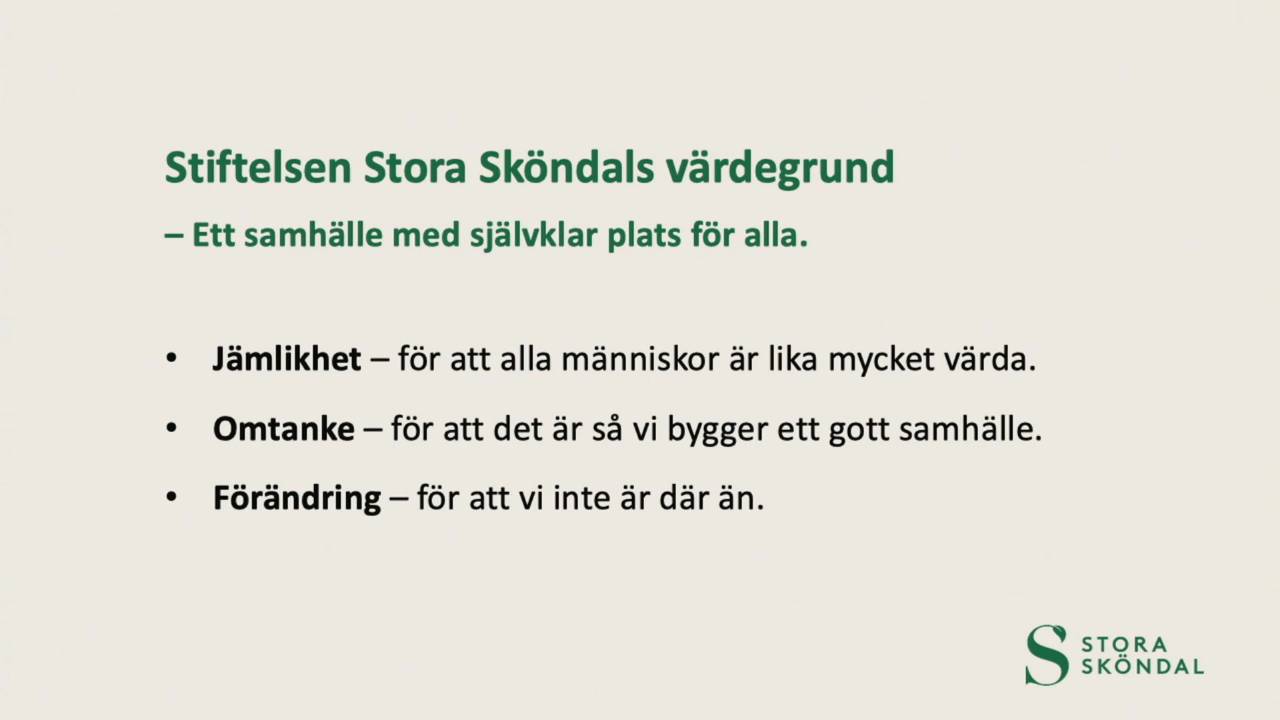 Stiftelsen Stora Sköndals värdegrund
– Ett samhälle med självklar plats för alla.
• Jämlikhet – för att alla människor är lika mycket värda.
• Omtanke – för att det är så vi bygger ett gott samhälle.
• Förändring – för att vi inte är där än.
STORA
SKÖNDAL